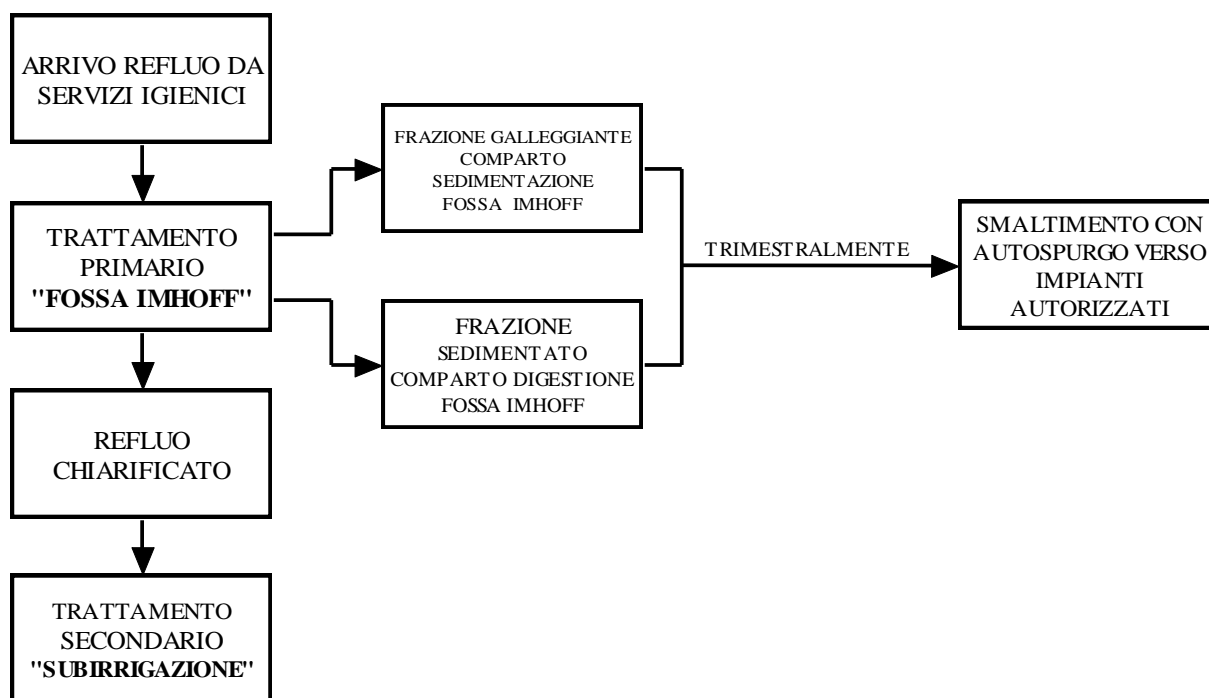 ARRIVO REFLUO DA
SERVIZI IGIENICI
TRATTAMENTO
PRIMARIO
"FOSSA IMHOFF"
REFLUO
CHIARIFICATO
TRATTAMENTO
SECONDARIO
"SUBIRRIGAZIONE"
FRAZIONE GALLEGGIANTE
COMPARTO
SEDIMENTAZIONE
FOSSA IMHOFF
FRAZIONE
SEDIMENTATO
COMPARTO DIGESTIONE
FOSSA IMHOFF
TRIMESTRALMENTE
SMALTIMENTO CON
AUTOSPURGO VERSO
IMPIANTI
AUTORIZZATI